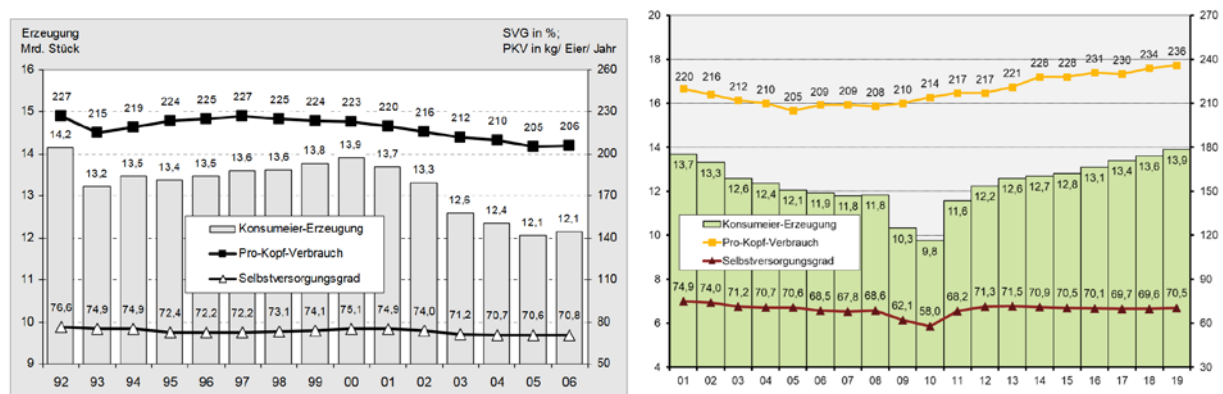 Erzeugung
Mrd. Stück
SVG in %;
PKV in kg/ Eier/ Jahr
16 260
227 215 219 224 225 227 225 224 223 220 216 212 210 205 206
15 230
14,2 13,2 13,5 13,4 13,5 13,6 13,6 13,8 13,9 13,7 13,3 12,6 12,4 12,1 12,1
14 200
13 170
12 140
11 110
10 80
9 50
Konsumeier-Erzeugung
Pro-Kopf-Verbrauch
Selbstversorgungsgrad
76,6 74,9 74,9 72,4 72,2 72,2 73,1 74,1 75,1 74,9 74,0 71,2 70,7 70,6 70,8
92 93 94 95 96 97 98 99 00 01 02 03 04 05 06
20 270
18 240
220 216 212 210 205 209 209 208 210 214 217 217 221 228 228 231 230 234 236
16 210
14 180
13,7 13,3 12,6 12,4 12,1 11,9 11,8 11,8 10,3 9,8 11,6 12,2 12,6 12,7 12,8 13,1 13,4 13,6 13,9
12 150
10 120
8 90
6 60
4 30
Konsumeier-Erzeugung
Pro-Kopf-Verbrauch
Selbstversorgungsgrad
74,9 74,0 71,2 70,7 70,6 68,5 67,8 68,6 62,1 58,0 68,2 71,3 71,5 70,9 70,5 70,1 69,7 69,6 70,5
01 02 03 04 05 06 07 08 09 10 11 12 13 14 15 16 17 18 19